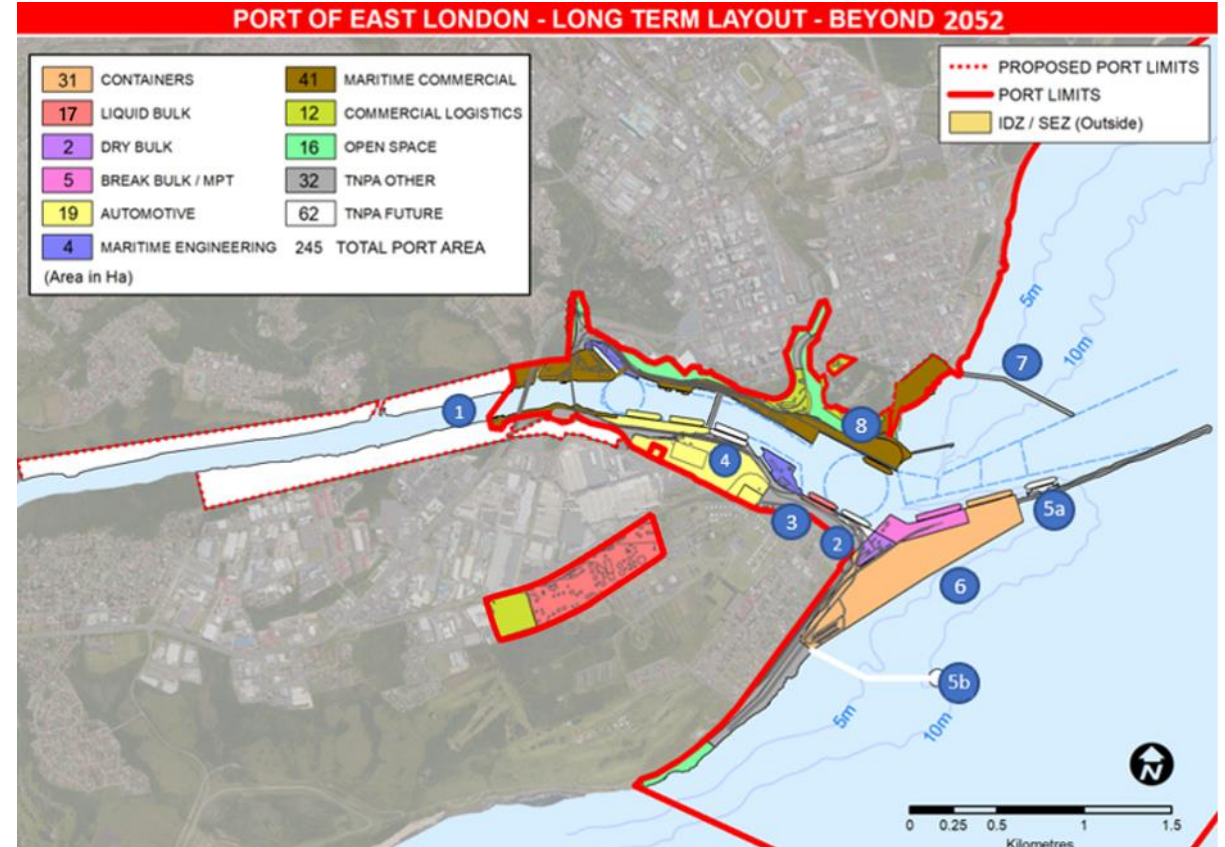 PORT OF EAST LONDON - LONG TERM LAYOUT - BEYOND 2052
31 CONTAINERS
17 LIQUID BULK
2 DRY BULK
5 BREAK BULK / MPT
19 AUTOMOTIVE
4 MARITIME ENGINEERING
(Area in Ha)
41 MARITIME COMMERCIAL
12 COMMERCIAL LOGISTICS
16 OPEN SPACE
32 TNPA OTHER
62 TNPA FUTURE
245 TOTAL PORT AREA
PROPOSED PORT LIMITS
PORT LIMITS
IDZ / SEZ (Outside)
5m
10m
7
1
8
4
3
2
5a
6
5b
5m
10m
N
0 0.25 0.5 1 1.5
Kilometres